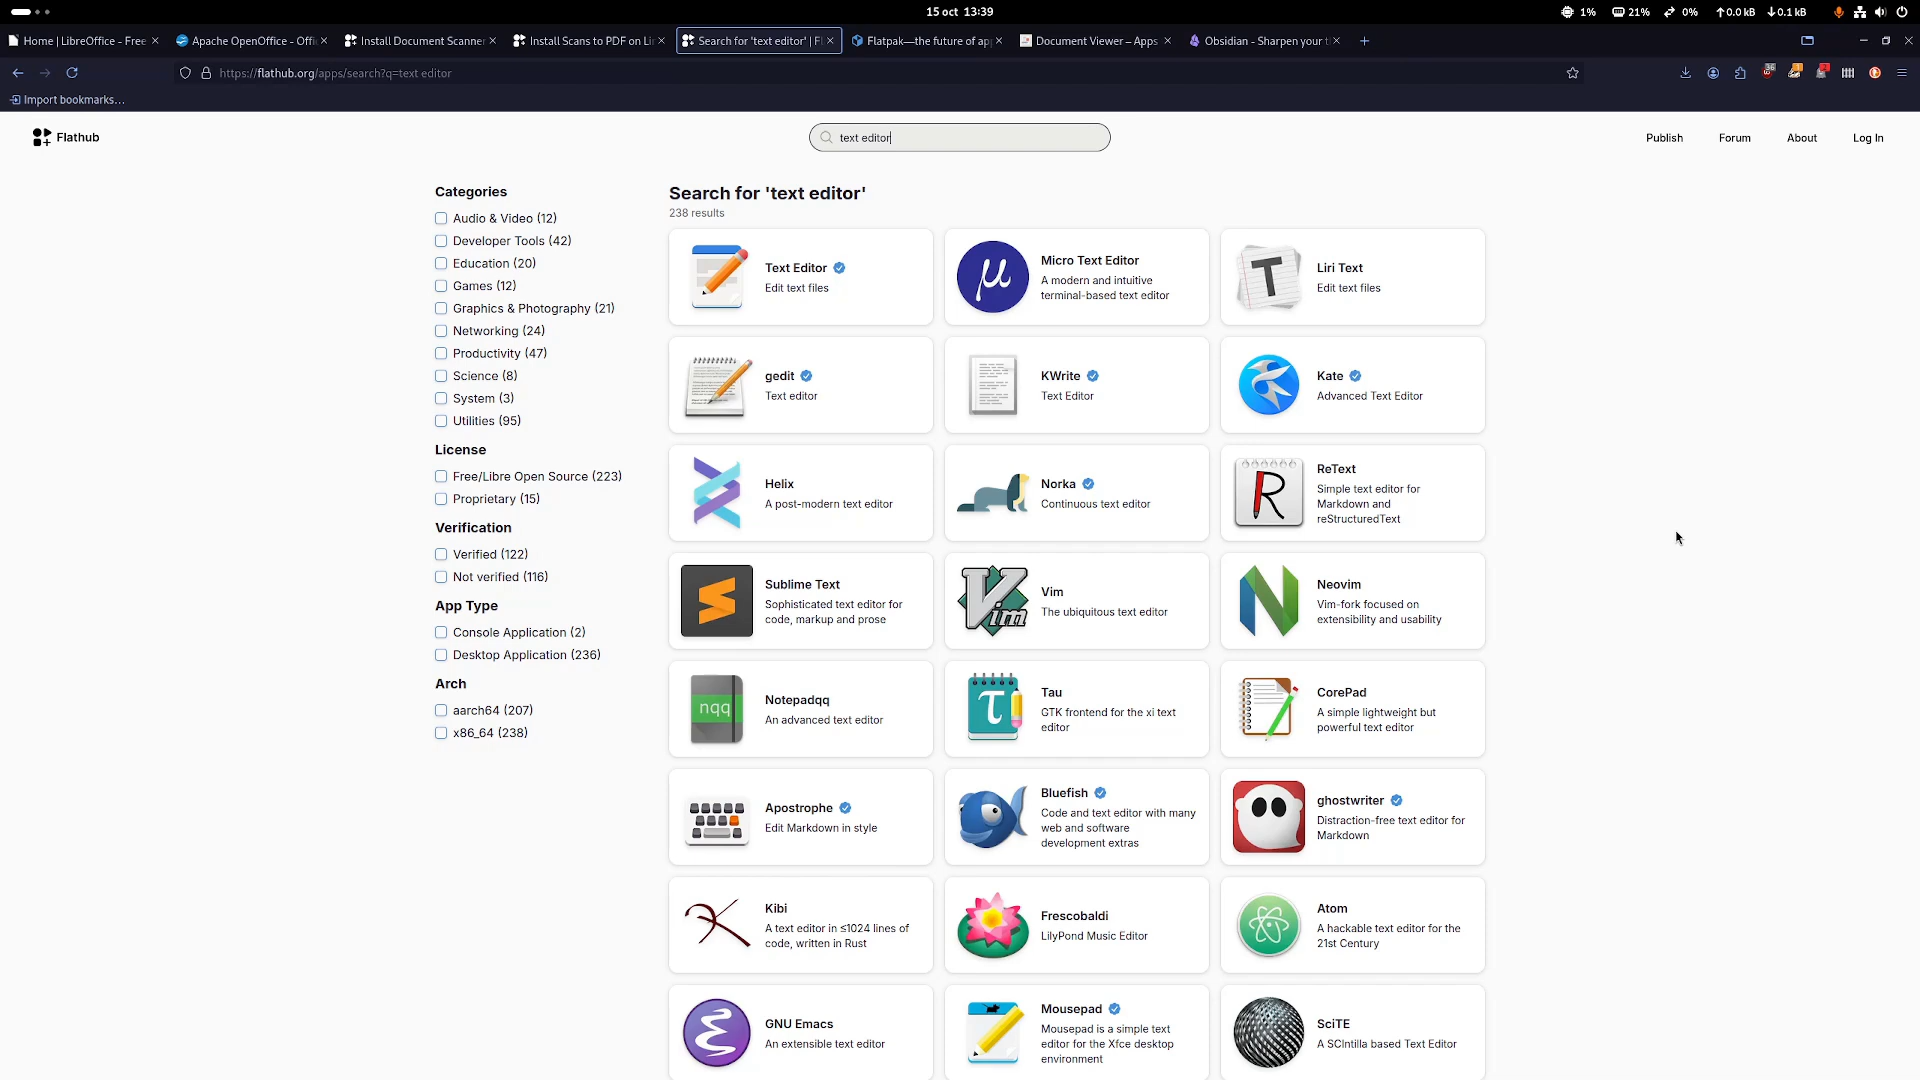 15 oct 13:39
1%
21%
0%
↑0.0 kB
↓0.1 kB
Home | LibreOffice - Free
Apache OpenOffice - Offi
Install Document Scanner
Install Scans to PDF on Li
Search for 'text editor' | F
Flatpak—the future of ap
Document Viewer – Apps
Obsidian - Sharpen your t
https://flathub.org/apps/search?q=text editor
36
1
2
Import bookmarks…
Flathub
text editor
Publish
Forum
About
Log In
Categories
Audio & Video (12)
Developer Tools (42)
Education (20)
Games (12)
Graphics & Photography (21)
Networking (24)
Productivity (47)
Science (8)
System (3)
Utilities (95)
License
Free/Libre Open Source (223)
Proprietary (15)
Verification
Verified (122)
Not verified (116)
App Type
Console Application (2)
Desktop Application (236)
Arch
aarch64 (207)
x86_64 (238)
Search for 'text editor'
238 results
Text Editor
Edit text files
μ
Micro Text Editor
A modern and intuitive
terminal-based text editor
T
Liri Text
Edit text files
gedit
Text editor
KWrite
Text Editor
Kate
Advanced Text Editor
Helix
A post-modern text editor
Norka
Continuous text editor
R
ReText
Simple text editor for
Markdown and
reStructuredText
Sublime Text
Sophisticated text editor for
code, markup and prose
Vim
Vim
The ubiquitous text editor
Neovim
Vim-fork focused on
extensibility and usability
nqq
Notepadqq
An advanced text editor
τ
Tau
GTK frontend for the xi text
editor
CorePad
A simple lightweight but
powerful text editor
Apostrophe
Edit Markdown in style
Bluefish
Code and text editor with many
web and software
development extras
ghostwriter
Distraction-free text editor for
Markdown
Kibi
A text editor in ≤1024 lines of
code, written in Rust
Frescobaldi
LilyPond Music Editor
Atom
A hackable text editor for the
21st Century
GNU Emacs
An extensible text editor
Mousepad
Mousepad is a simple text
editor for the Xfce desktop
environment
SciTE
A SCIntilla based Text Editor